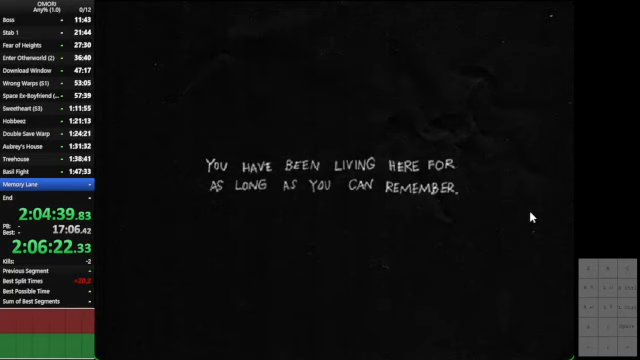 OMORI
Any% (1.0) 0/12
Boss - 11:43
Stab 1 - 21:44
Fear of Heights - 27:30
Enter Otherworld (2) - 36:40
Download Window - 47:17
Wrong Warps (S1) - 53:05
Space Ex-Boyfriend (... - 57:39
Sweetheart (S3) - 1:11:55
Hobbeez - 1:21:13
Double Save Warp - 1:24:21
Aubrey's House - 1:31:32
Treehouse - 1:38:41
Basil Fight - 1:47:33
Memory Lane -
End -
2:04:39.83
PB: -
Best: - 17:06.42
2:06:22.33
Kills: -2
Previous Segment -
Best Split Times
Best Possible Time -
Sum of Best Segments -
YOU HAVE BEEN LIVING HERE FOR
AS LONG AS YOU CAN REMEMBER.
Space